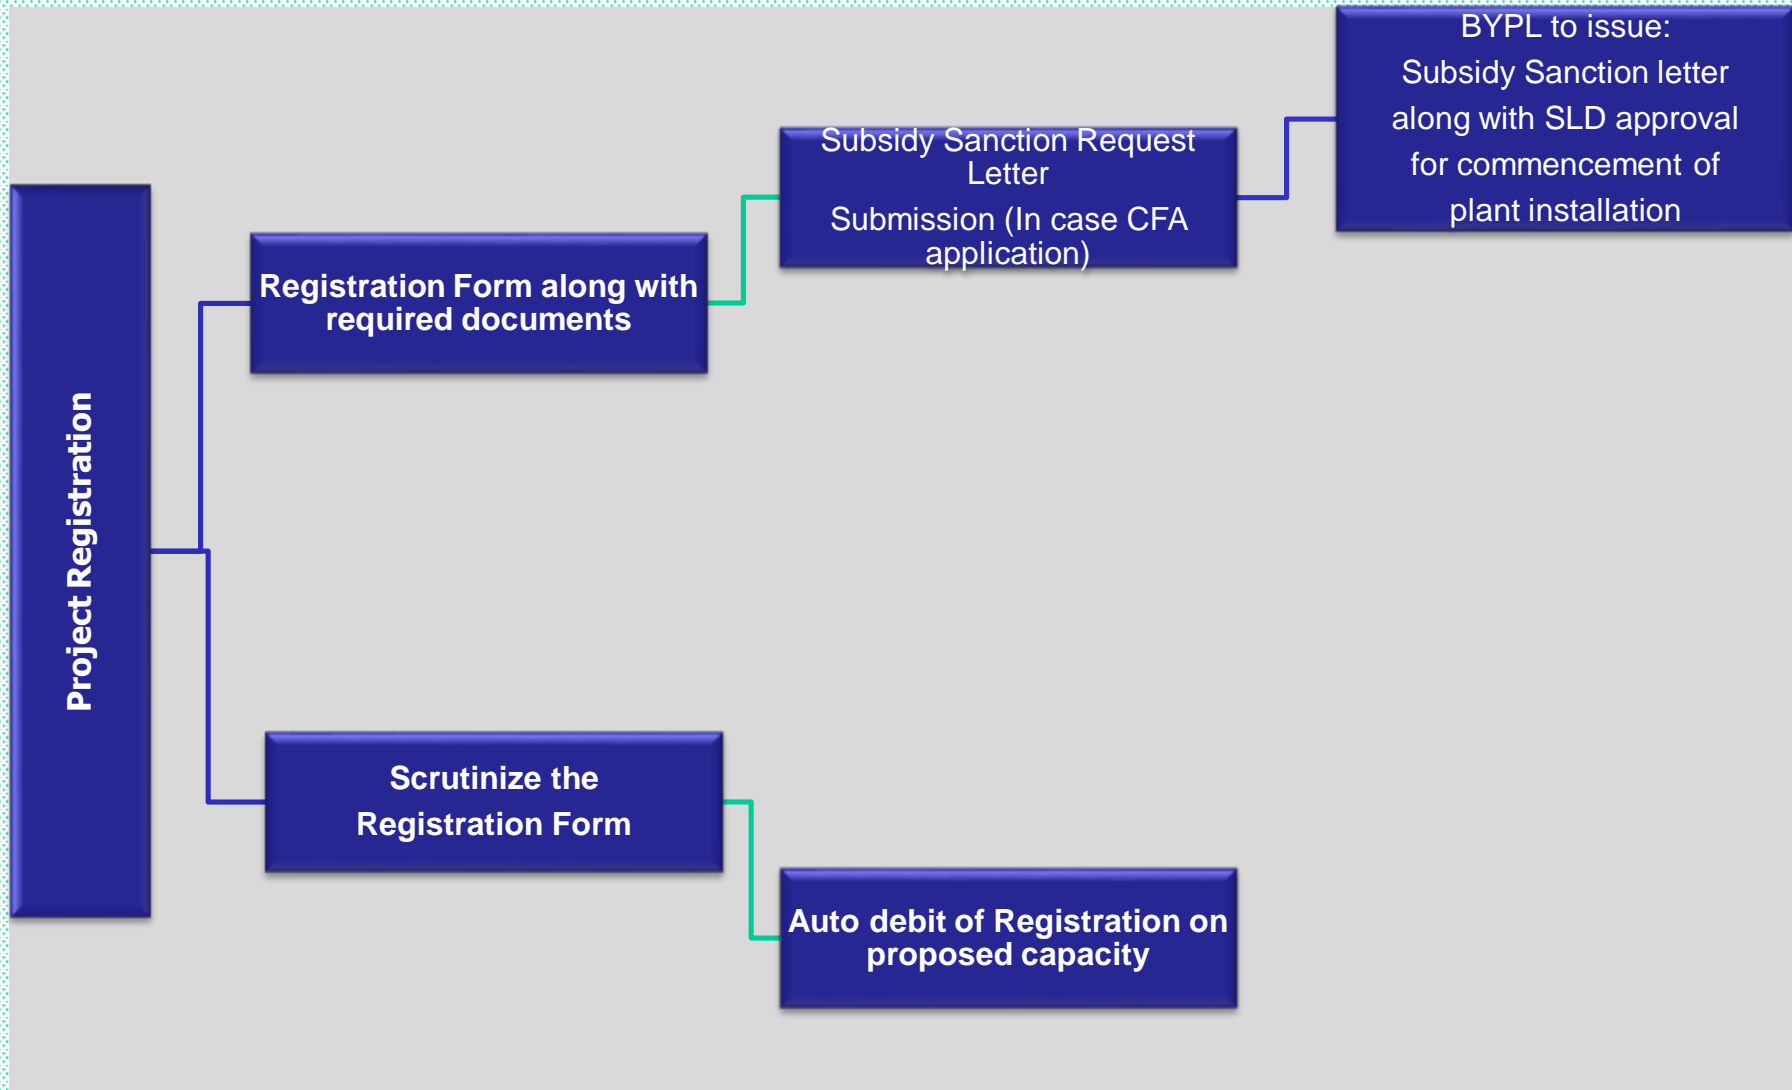 Project Registration
Registration Form along with
required documents
Subsidy Sanction Request
Letter
Submission (In case CFA
application)
BYPL to issue:
Subsidy Sanction letter
along with SLD approval
for commencement of
plant installation
Scrutinize the
Registration Form
Auto debit of Registration on
proposed capacity